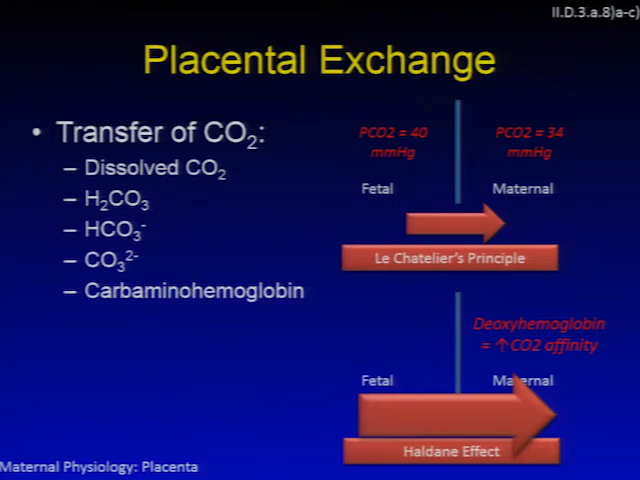 II.D.3.a.8)a-c)
Placental Exchange
• Transfer of CO₂:
– Dissolved CO₂
– H₂CO₃
– HCO₃⁻
– CO₃²⁻
– Carbaminohemoglobin
PCO2 = 40
mmHg
PCO2 = 34
mmHg
Fetal
Maternal
Le Chatelier's Principle
Deoxyhemoglobin
= ↑CO2 affinity
Fetal
Maternal
Haldane Effect
Maternal Physiology: Placenta